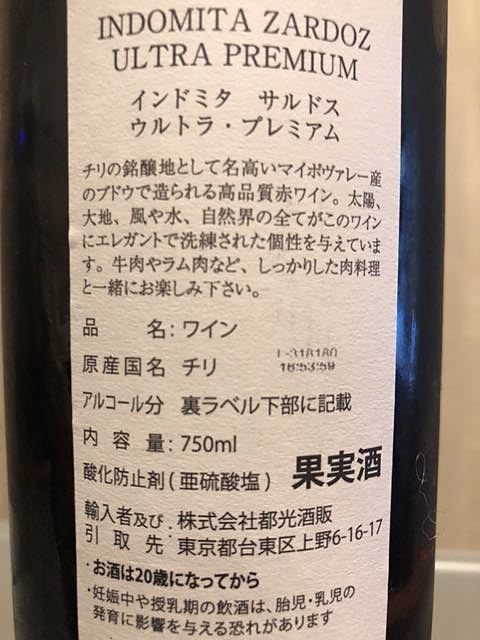 INDOMITA ZARDOZ
ULTRA PREMIUM
インドミタ サルドス
ウルトラ・プレミアム
チリの銘醸地として名高いマイポヴァレー産
のブドウで造られる高品質赤ワイン。太陽、
大地、風や水、自然界の全てがこのワイン
にエレガントで洗練された個性を与えていま
す。牛肉やラム肉など、しっかりした肉料理
と一緒にお楽しみ下さい。
品 名:ワイン
原産国名 チリ
L-318180
16:53:59
アルコール分 裏ラベル下部に記載
内 容 量:750ml
酸化防止剤(亜硫酸塩) 果実酒
輸入者及び:株式会社都光酒販
引 取 先:東京都台東区上野6-16-17
・お酒は20歳になってから
・妊娠中や授乳期の飲酒は、胎児・乳児の
発育に影響を与える恐れがあります